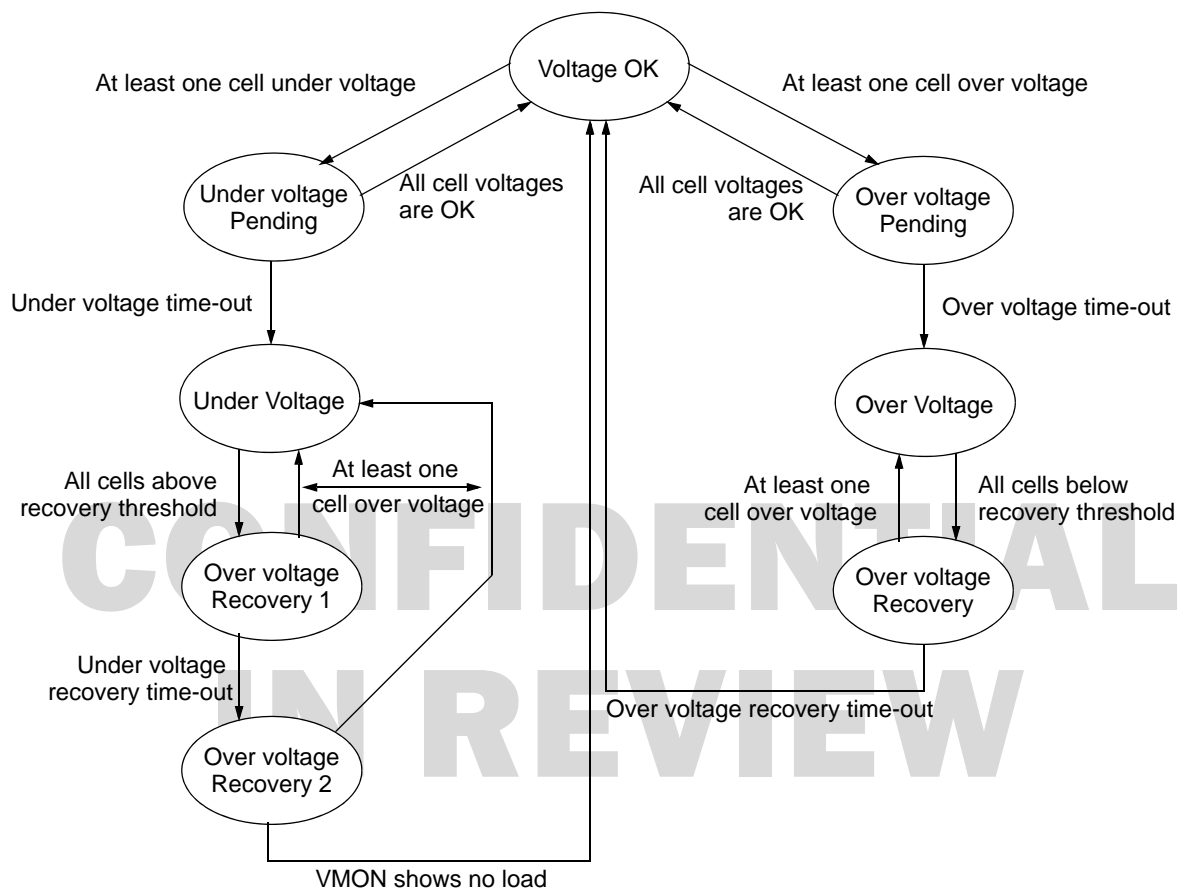 Voltage OK
At least one cell under voltage
At least one cell over voltage
Under voltage
Pending
All cell voltages
are OK
All cell voltages
are OK
Over voltage
Pending
Under voltage time-out
Over voltage time-out
Under Voltage
Over Voltage
All cells above
recovery threshold
At least one
cell over voltage
At least one
cell over voltage
All cells below
recovery threshold
CONFIDENTIAL
IN REVIEW
Over voltage
Recovery 1
Over voltage
Recovery
Under voltage
recovery time-out
Over voltage recovery time-out
Over voltage
Recovery 2
VMON shows no load